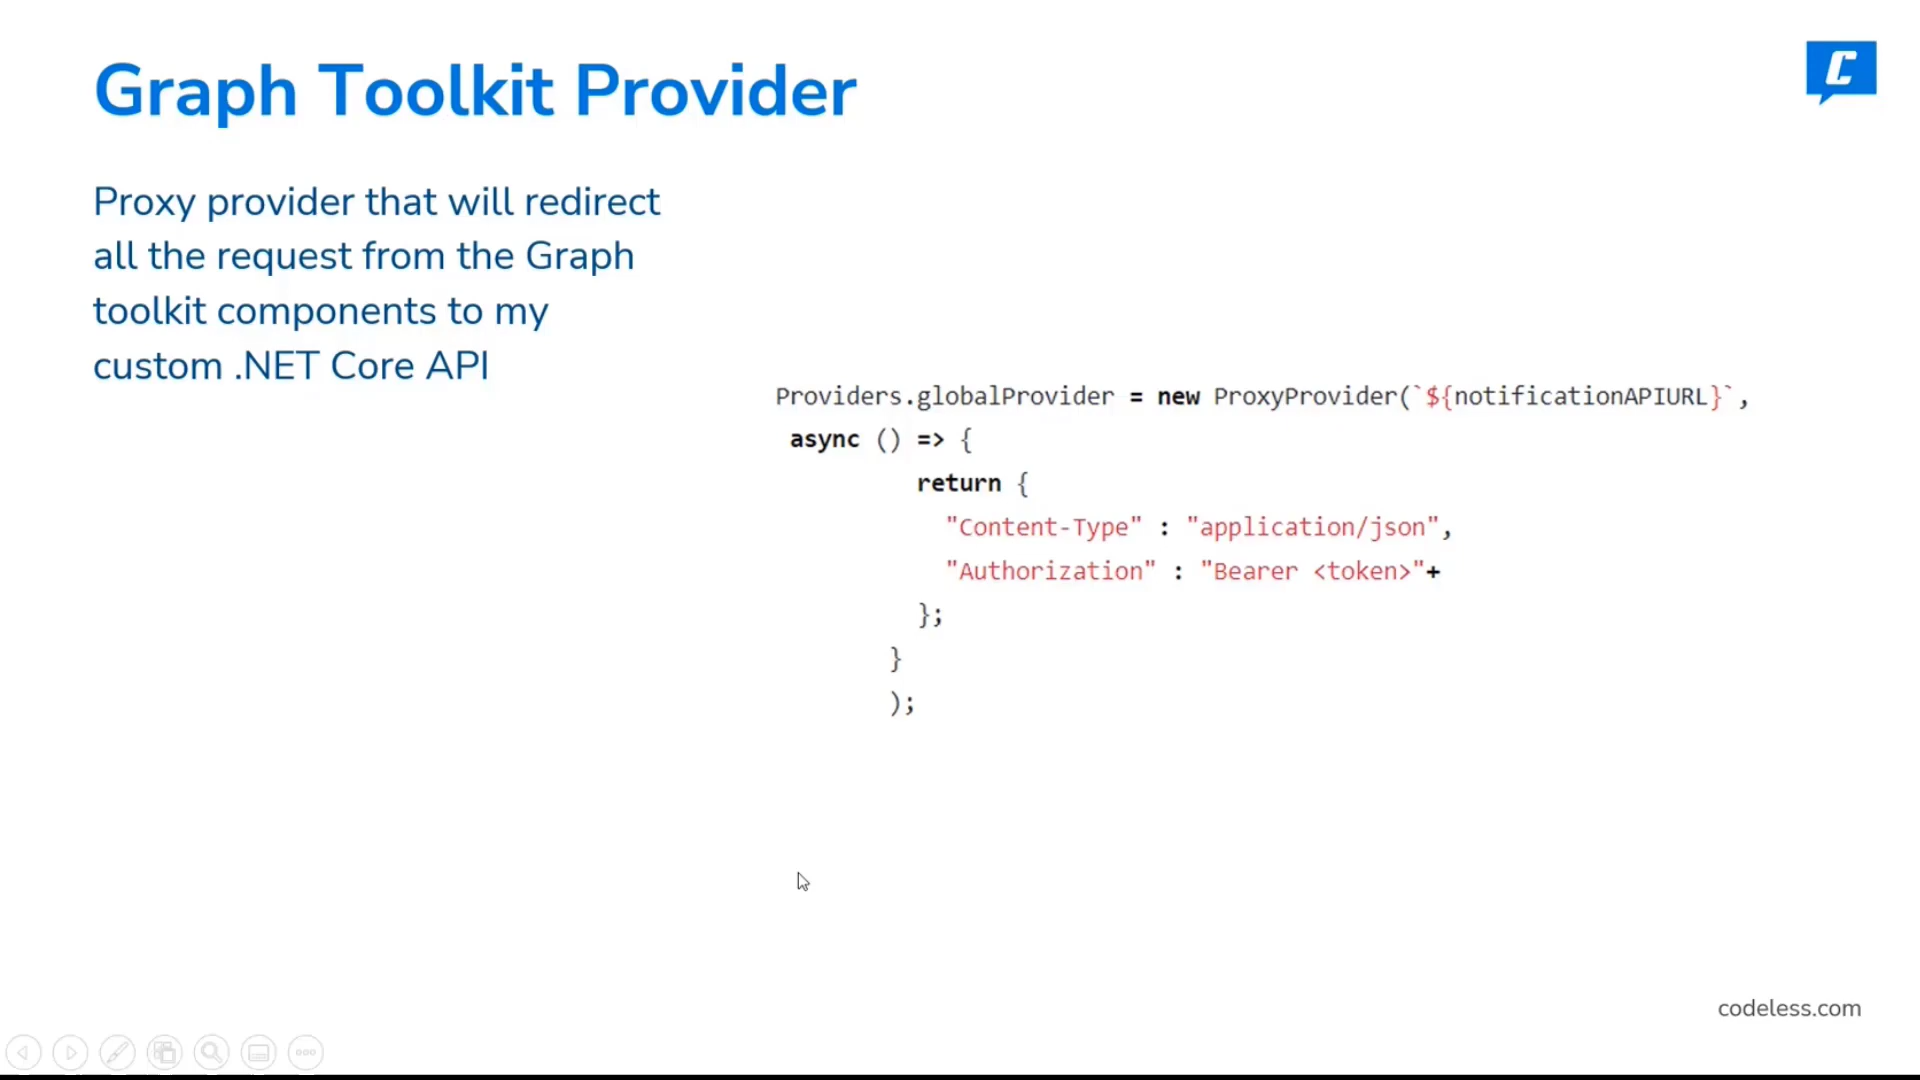 Graph Toolkit Provider
C
Proxy provider that will redirect
all the request from the Graph
toolkit components to my
custom .NET Core API
Providers.globalProvider = new ProxyProvider(`${notificationAPIURL}`,
async () => {
return {
"Content-Type" : "application/json",
"Authorization" : "Bearer <token>"+
};
}
);
codeless.com